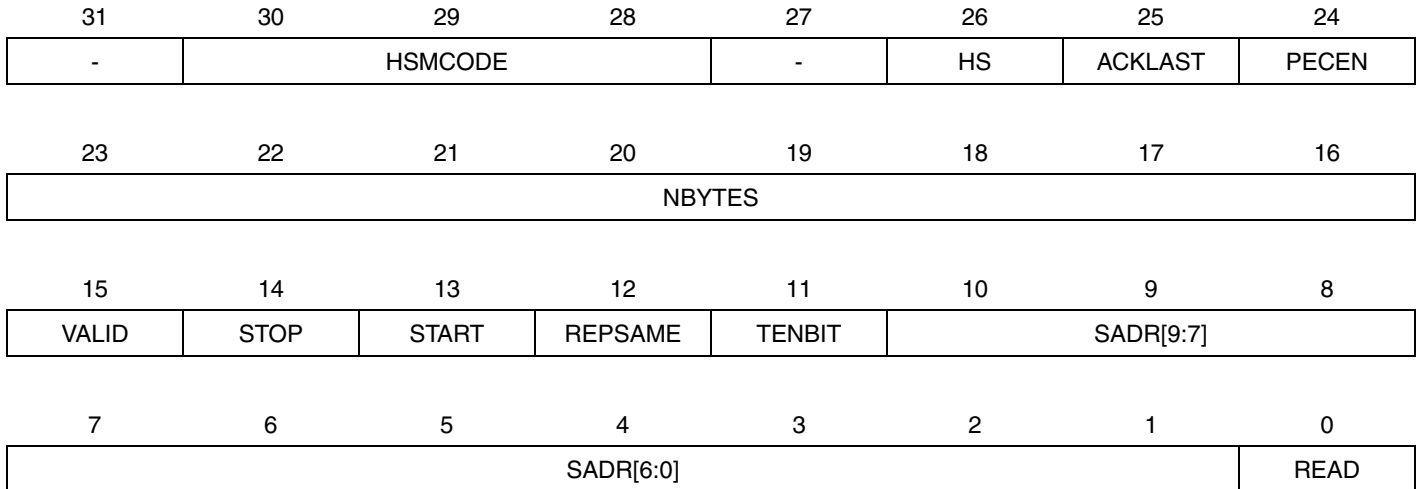 31 30 29 28 27 26 25 24
- HSMCODE - HS ACKLAST PECEN
23 22 21 20 19 18 17 16
NBYTES
15 14 13 12 11 10 9 8
VALID STOP START REPSAME TENBIT SADR[9:7]
7 6 5 4 3 2 1 0
SADR[6:0] READ